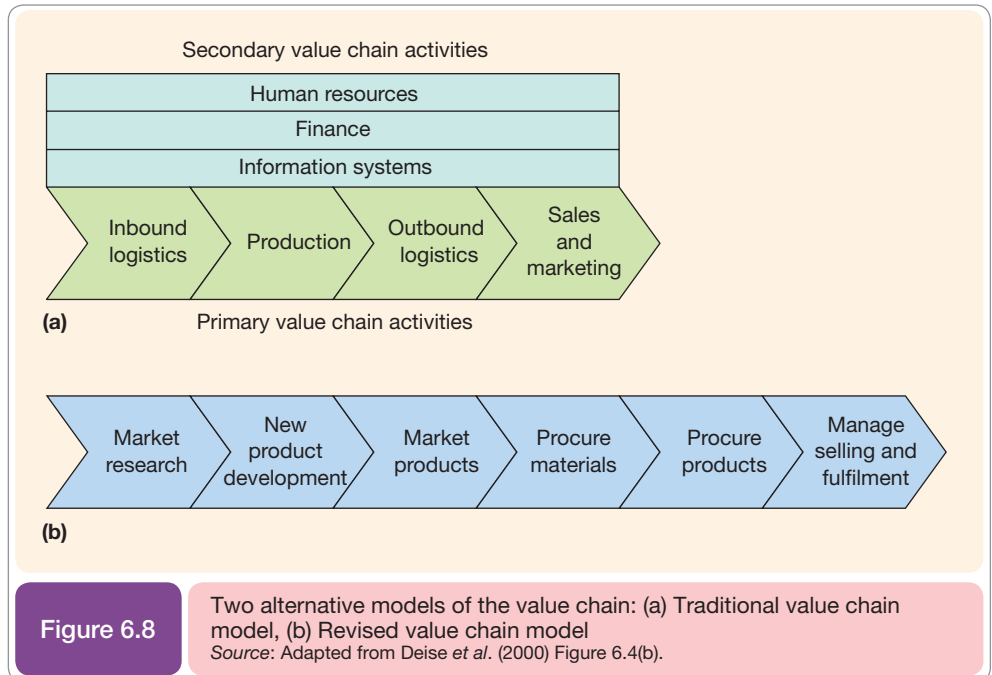 Secondary value chain activities
Human resources
Finance
Information systems
Inbound
logistics
Production
Outbound
logistics
Sales
and
marketing
(a)
Primary value chain activities
Market
research
New
product
development
Market
products
Procure
materials
Procure
products
Manage
selling and
fulfilment
(b)
Figure 6.8
Two alternative models of the value chain: (a) Traditional value chain
model, (b) Revised value chain model
Source: Adapted from Deise et al. (2000) Figure 6.4(b).